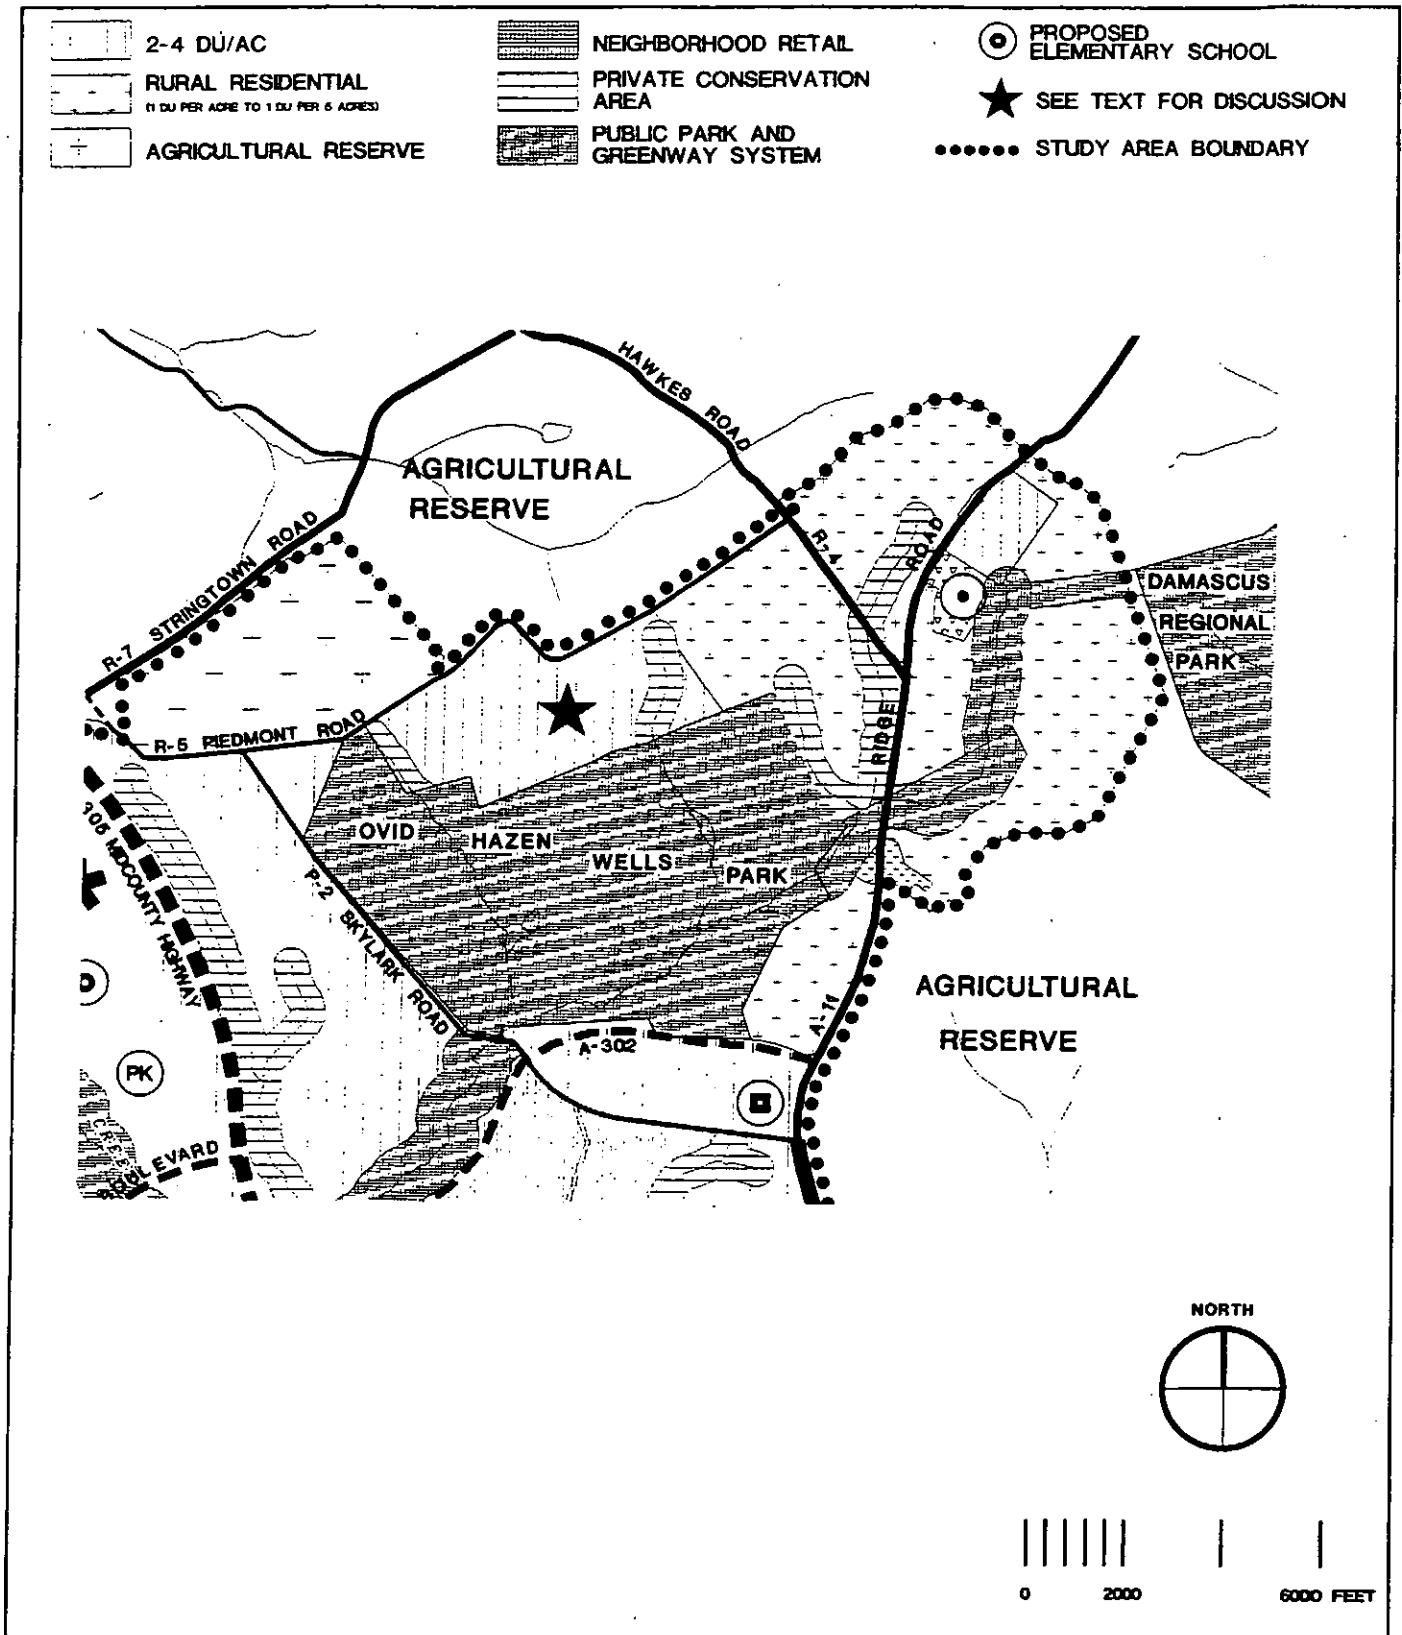 2-4 DU/AC
RURAL RESIDENTIAL
(1 DU PER ACRE TO 1 DU PER 5 ACRES)
AGRICULTURAL RESERVE
NEIGHBORHOOD RETAIL
PRIVATE CONSERVATION
AREA
PUBLIC PARK AND
GREENWAY SYSTEM
PROPOSED
ELEMENTARY SCHOOL
SEE TEXT FOR DISCUSSION
STUDY AREA BOUNDARY
HAWKES ROAD
AGRICULTURAL
RESERVE
R-7 STRINGTOWN ROAD
R-4
ROAD
DAMASCUS
REGIONAL
PARK
RIDGE
R-5 PIEDMONT ROAD
OVID HAZEN WELLS PARK
P-2 SKYLARK ROAD
MIDCOUNTY HIGHWAY
AGRICULTURAL
RESERVE
A-11
A-302
PK
NORTH
0 2000 6000 FEET